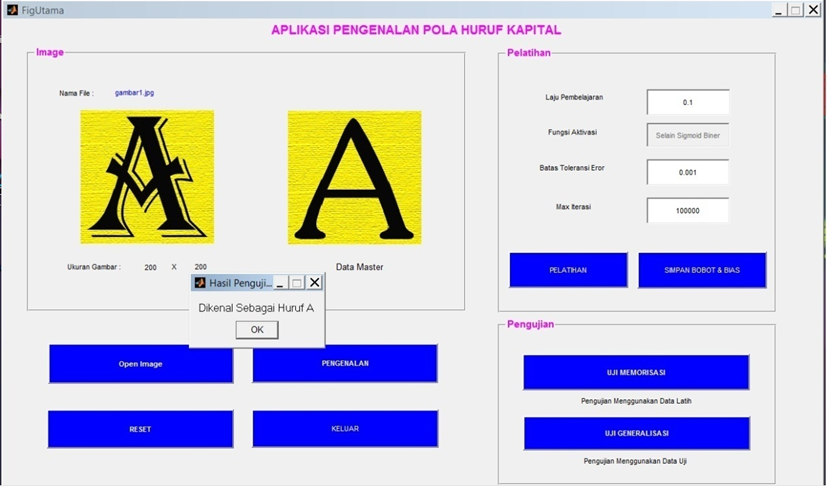 FigUtama
APLIKASI PENGENALAN POLA HURUF KAPITAL
Image
Nama File : gambar1.jpg
A
A
Ukuran Gambar : 200 X 200
Data Master
Hasil Penguji...
Dikenal Sebagai Huruf A
OK
Open Image
PENGENALAN
RESET
KELUAR
Pelatihan
Laju Pembelajaran 0.1
Fungsi Aktivasi Selain Sigmoid Biner
Batas Toleransi Eror 0.001
Max Iterasi 100000
PELATIHAN
SIMPAN BOBOT & BIAS
Pengujian
UJI MEMORISASI
Pengujian Menggunakan Data Latih
UJI GENERALISASI
Pengujian Menggunakan Data Uji